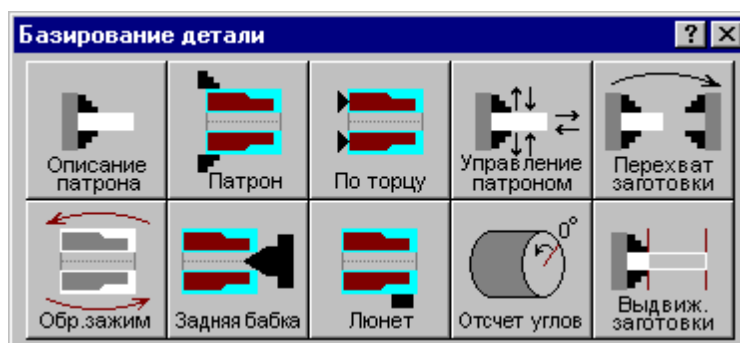 Базирование детали
Описание
патрона
Патрон
По торцу
Управление
патроном
Перехват
заготовки
Обр.зажим
Задняя бабка
Люнет
0°
Отсчет углов
Выдвиж.
заготовки